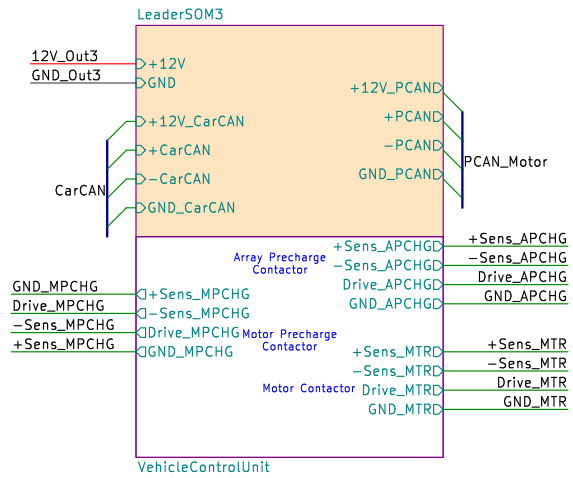 LeaderSOM3
12V_Out3
+12V
GND_Out3
GND
+12V_PCAN
+12V_CarCAN
+PCAN
+CarCAN
-PCAN
PCAN_Motor
-CarCAN
GND_PCAN
CarCAN
GND_CarCAN
+Sens_APCHG
+Sens_APCHG
Array Precharge
Contactor
-Sens_APCHG
-Sens_APCHG
Drive_APCHG
Drive_APCHG
GND_APCHG
GND_APCHG
GND_MPCHG
+Sens_MPCHG
Drive_MPCHG
-Sens_MPCHG
-Sens_MPCHG
Drive_MPCHG
Motor Precharge
Contactor
+Sens_MPCHG
GND_MPCHG
+Sens_MTR
+Sens_MTR
-Sens_MTR
-Sens_MTR
Motor Contactor
Drive_MTR
Drive_MTR
GND_MTR
GND_MTR
VehicleControlUnit